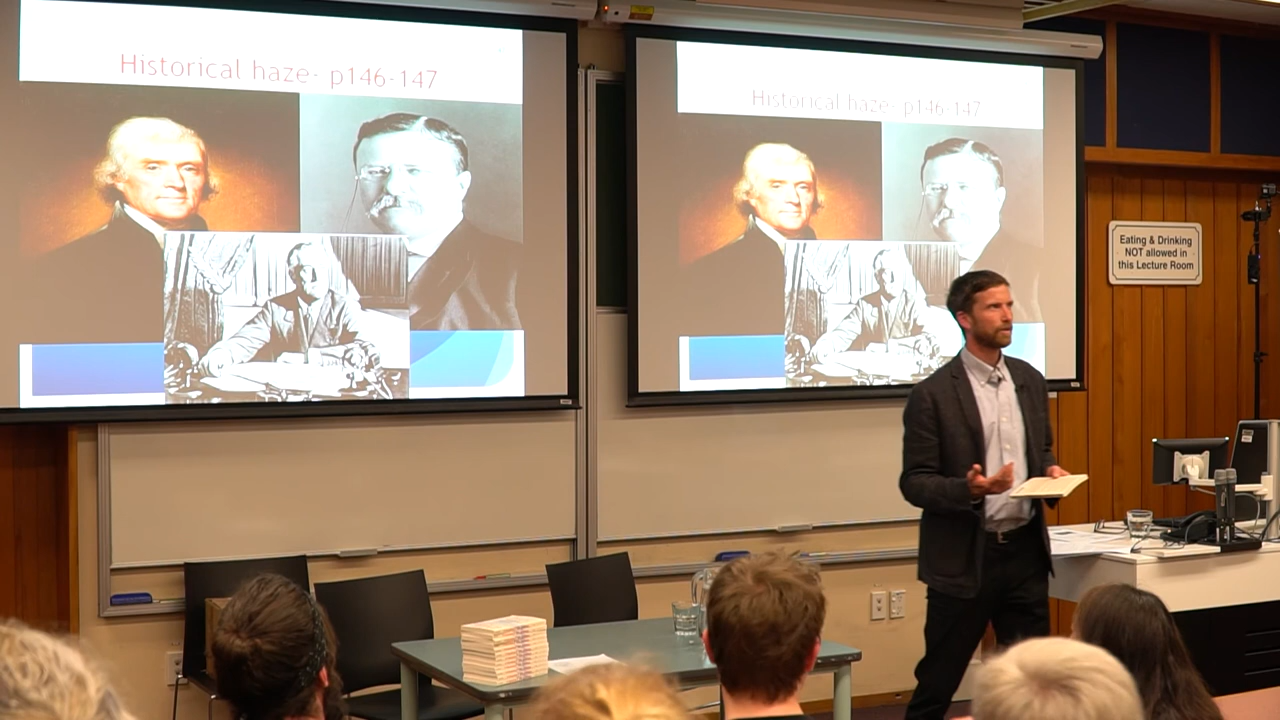 Historical haze- p146-147
Historical haze- p146-147
Eating & Drinking
NOT allowed in
this Lecture Room